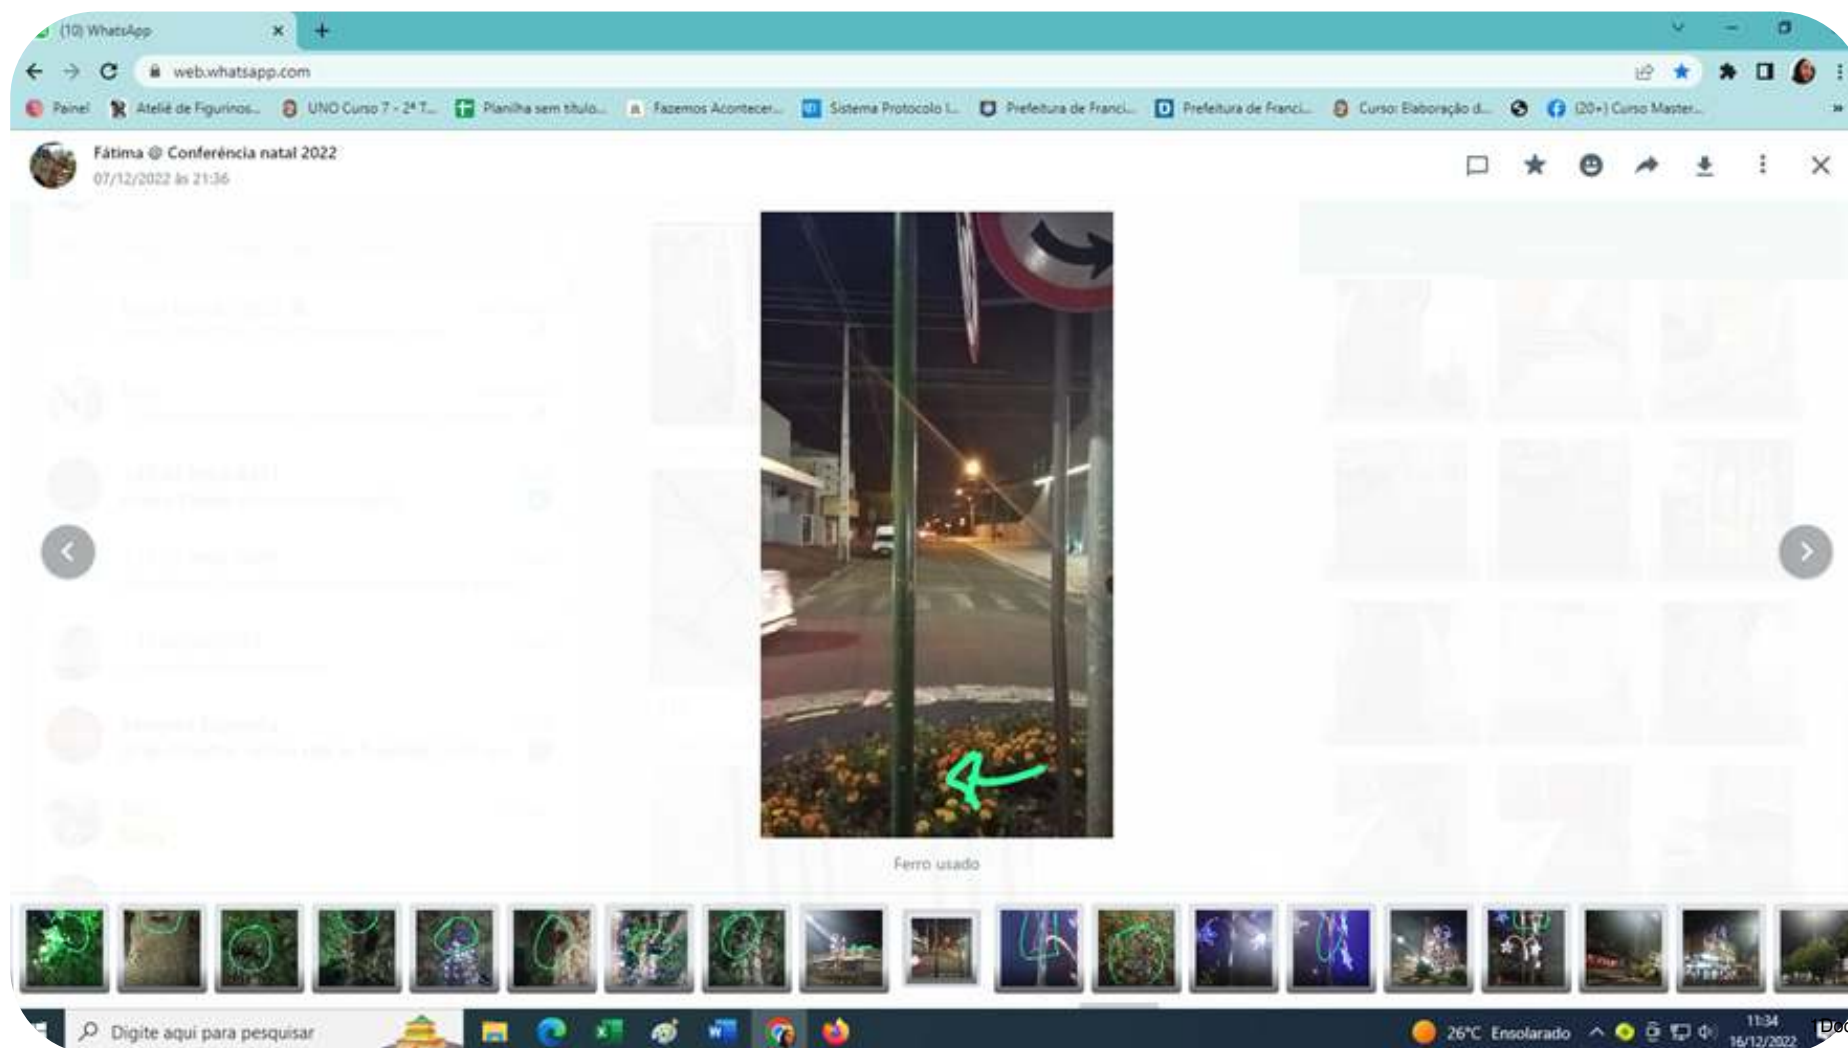 (10) WhatsApp
web.whatsapp.com
Painel
Ateliê de Figurinos...
UNO Curso 7 - 2ª T...
Planilha sem título...
Fazemos Acontecer...
Sistema Protocolo I...
Prefeitura de Franci...
Prefeitura de Franci...
Curso: Elaboração d...
(20+) Curso Master...
Fátima @ Conferência natal 2022
07/12/2022 às 21:36
Ferro usado
Digite aqui para pesquisar
26°C Ensolarado
11:34
16/12/2022